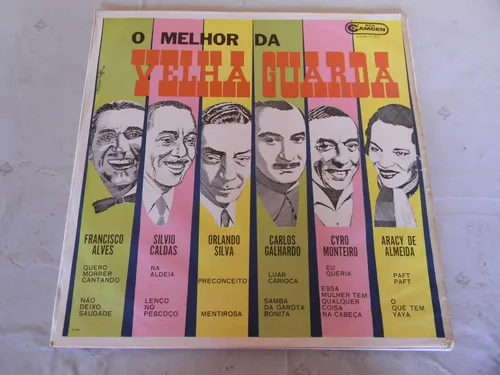 O MELHOR DA
VELHA GUARDA
RCA
CAMDEN
FRANCISCO
ALVES
QUERO
MORRER
CANTANDO
NÃO
DEIXO
SAUDADE
SILVIO
CALDAS
NA
ALDEIA
LENÇO
NO
PESCOÇO
ORLANDO
SILVA
PRECONCEITO
MENTIROSA
CARLOS
GALHARDO
LUAR
CARIOCA
SAMBA
DA GAROTA
BONITA
CYRO
MONTEIRO
EU
QUERIA
ESSA
MULHER TEM
QUALQUER
COISA
NA CABEÇA
ARACY DE
ALMEIDA
PAFT
PAFT
O
QUE TEM
YAYA